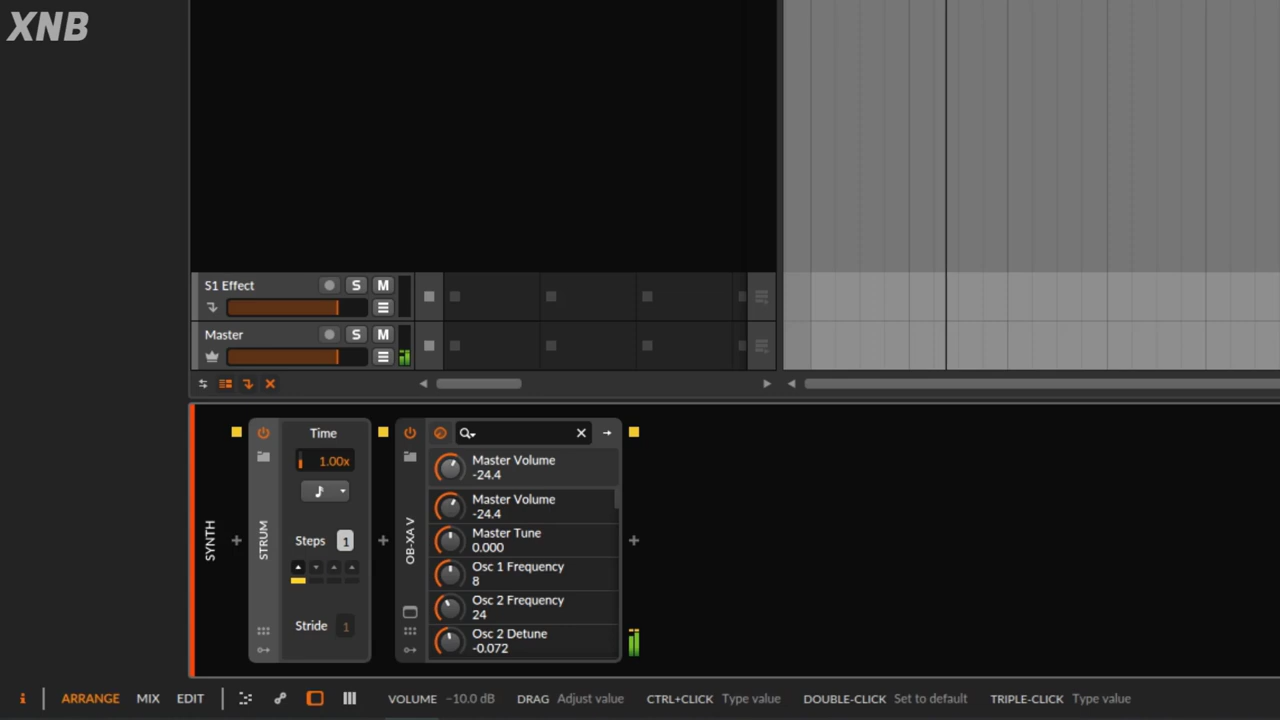 XNB
S1 Effect
S
M
Master
S
M
Time
1.00x
Steps 1
Stride 1
SYNTH
STRUM
OB-XA V
Master Volume
-24.4
Master Volume
-24.4
Master Tune
0.000
Osc 1 Frequency
8
Osc 2 Frequency
24
Osc 2 Detune
-0.072
i ARRANGE MIX EDIT VOLUME -10.0 dB DRAG Adjust value CTRL+CLICK Type value DOUBLE-CLICK Set to default TRIPLE-CLICK Type value